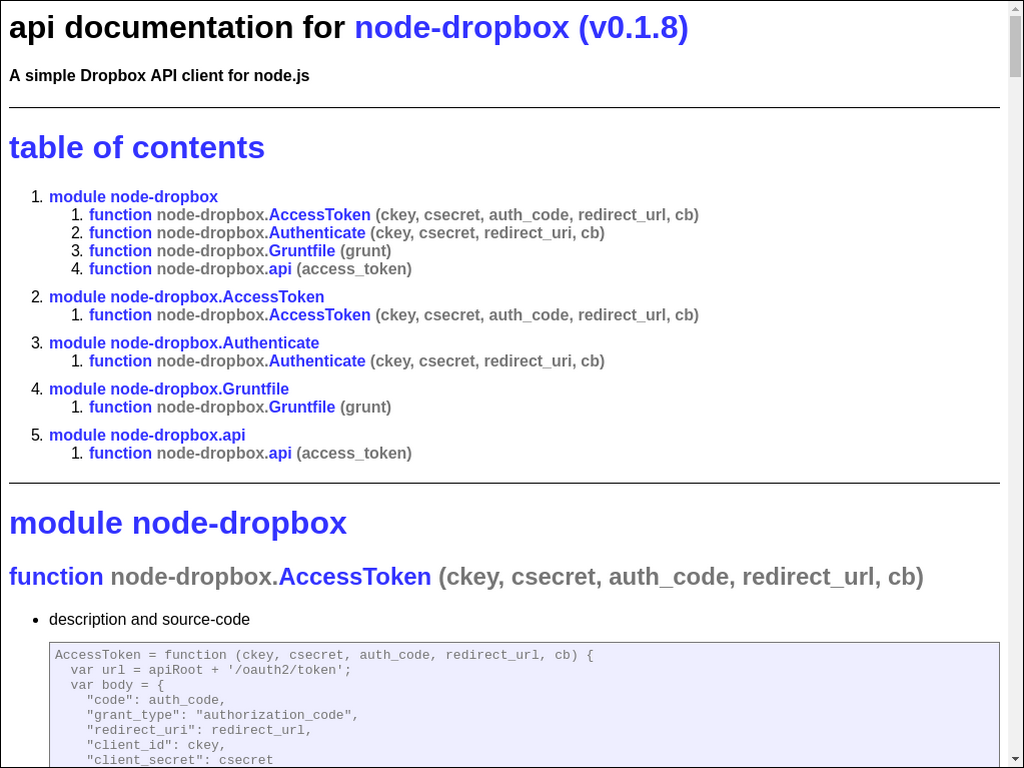 api documentation for node-dropbox (v0.1.8)
A simple Dropbox API client for node.js
table of contents
1. module node-dropbox
1. function node-dropbox.AccessToken (ckey, csecret, auth_code, redirect_url, cb)
2. function node-dropbox.Authenticate (ckey, csecret, redirect_uri, cb)
3. function node-dropbox.Gruntfile (grunt)
4. function node-dropbox.api (access_token)
2. module node-dropbox.AccessToken
1. function node-dropbox.AccessToken (ckey, csecret, auth_code, redirect_url, cb)
3. module node-dropbox.Authenticate
1. function node-dropbox.Authenticate (ckey, csecret, redirect_uri, cb)
4. module node-dropbox.Gruntfile
1. function node-dropbox.Gruntfile (grunt)
5. module node-dropbox.api
1. function node-dropbox.api (access_token)
module node-dropbox
function node-dropbox.AccessToken (ckey, csecret, auth_code, redirect_url, cb)
• description and source-code
AccessToken = function (ckey, csecret, auth_code, redirect_url, cb) {
  var url = apiRoot + '/oauth2/token';
  var body = {
    "code": auth_code,
    "grant_type": "authorization_code",
    "redirect_uri": redirect_url,
    "client_id": ckey,
    "client_secret": csecret